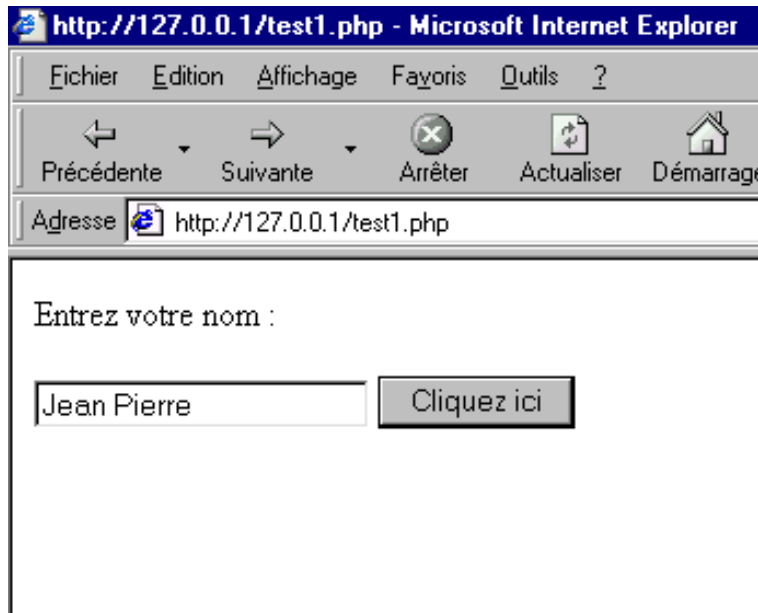 http://127.0.0.1/test1.php - Microsoft Internet Explorer
Fichier Edition Affichage Favoris Outils ?
Précédente Suivante Arrêter Actualiser Démarrage
Adresse http://127.0.0.1/test1.php
Entrez votre nom :
Jean Pierre Cliquez ici